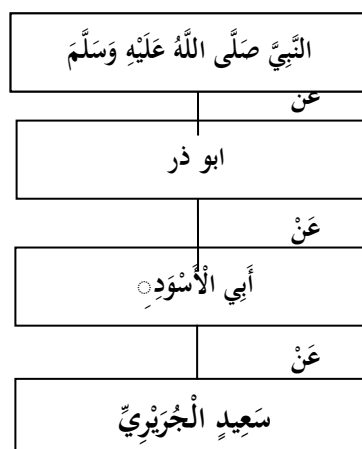 النَّبِيَّ صَلَّى اللَّهُ عَلَيْهِ وَسَلَّمَ
عَنْ
ابو ذر
عَنْ
أَبِي الْأَسْوَدِِ
عَنْ
سَعِيدٍ الْجُرَيْرِيِّ